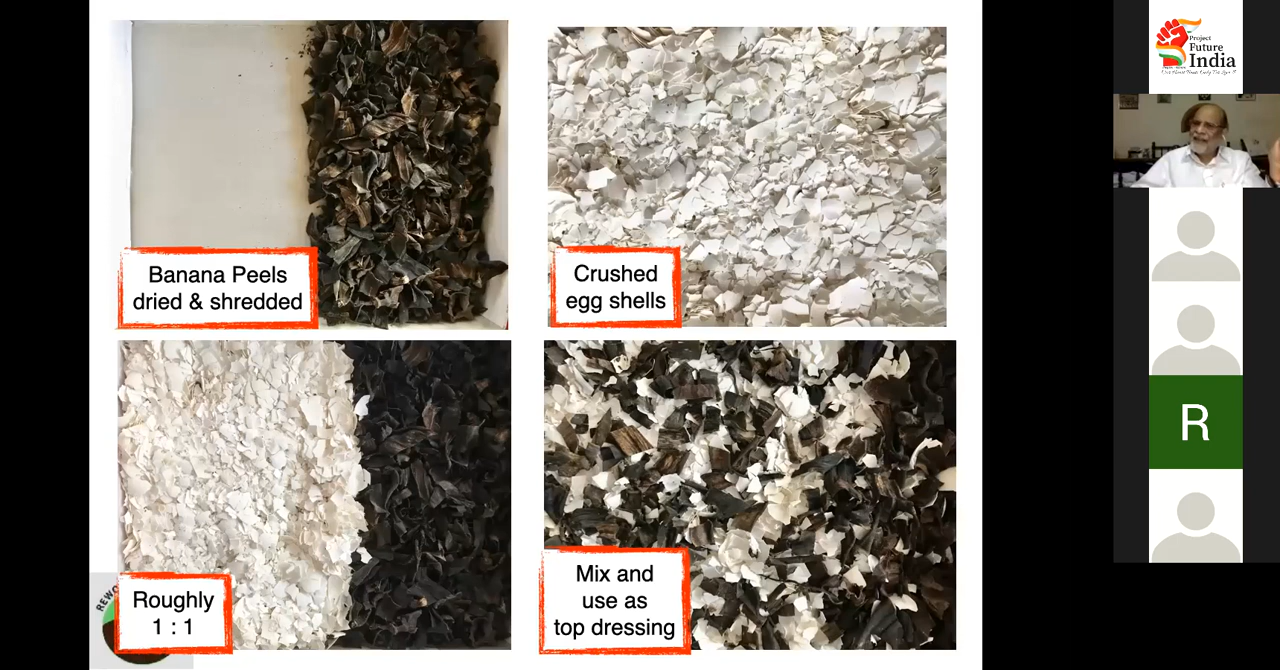 Banana Peels
dried & shredded
Crushed
egg shells
Roughly
1 : 1
Mix and
use as
top dressing
REWO
Project
Future
India
R